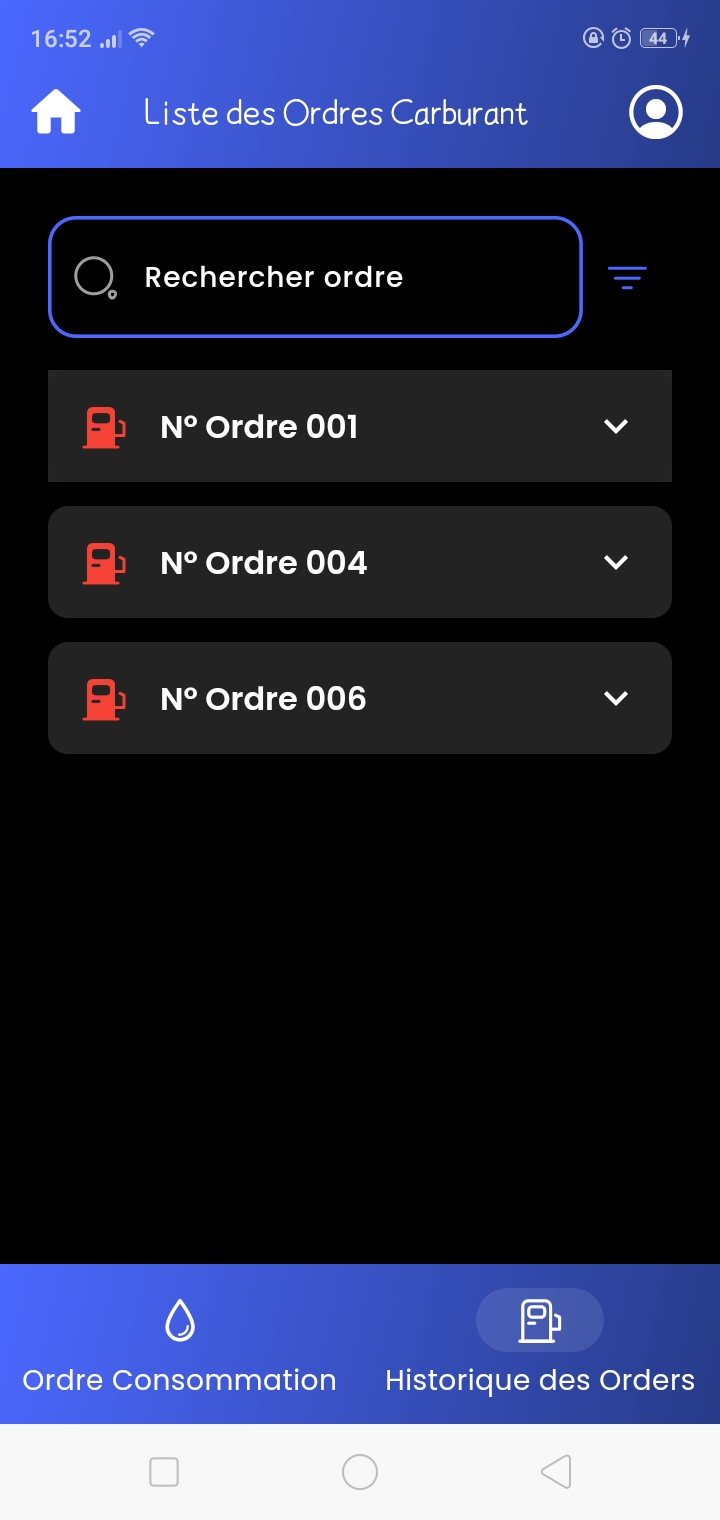 16:52
44
Liste des Ordres Carburant
Rechercher ordre
N° Ordre 001
N° Ordre 004
N° Ordre 006
Ordre Consommation
Historique des Orders